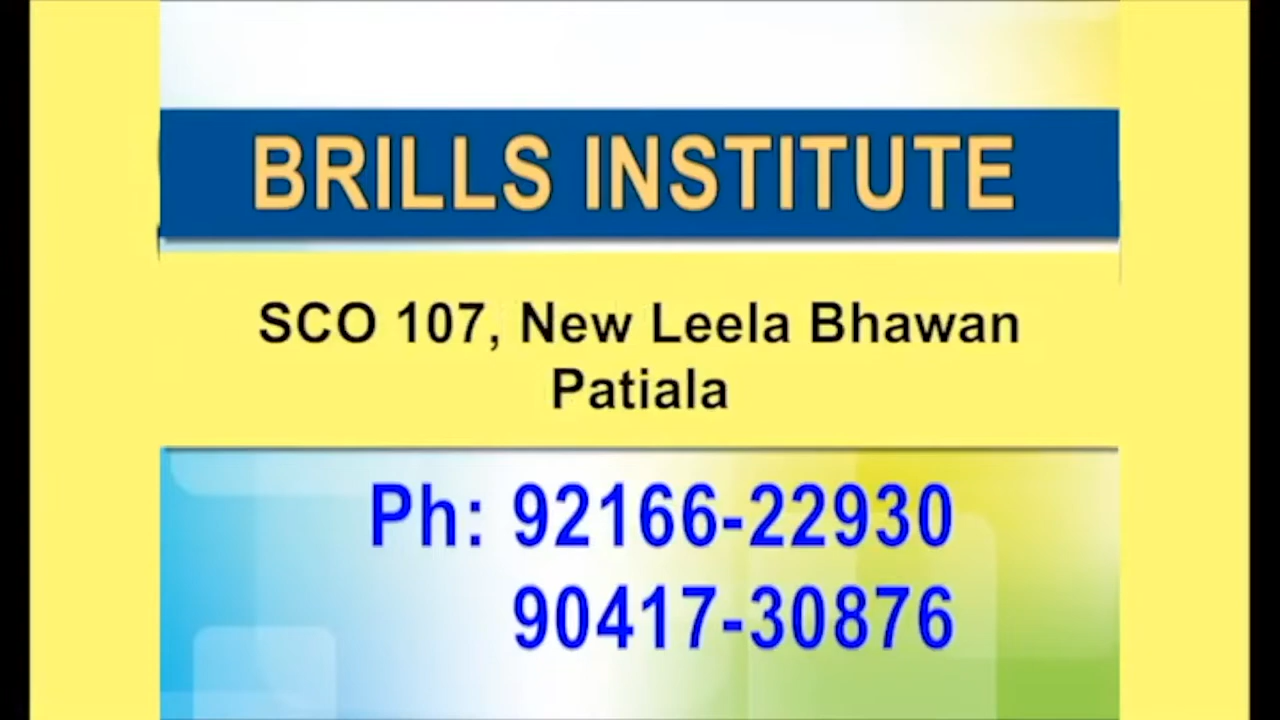 BRILLS INSTITUTE
SCO 107, New Leela Bhawan
Patiala
Ph: 92166-22930
90417-30876